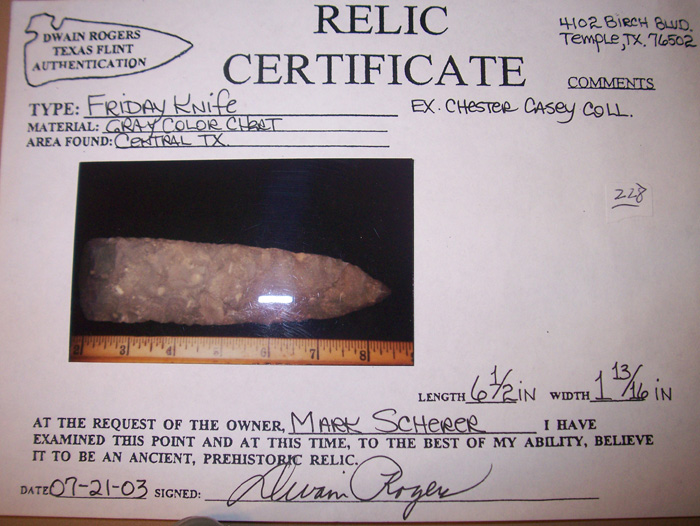 DWAIN ROGERS
TEXAS FLINT
AUTHENTICATION
RELIC
CERTIFICATE
4102 BIRCH BLVD.
TEMPLE, TX. 76502
COMMENTS
TYPE: FRIDAY KNIFE
EX. CHESTER CASEY COLL.
MATERIAL: GRAY COLOR CHERT
AREA FOUND: CENTRAL TX.
228
2 3 4 5 6 7 8
LENGTH 6 1/2 IN WIDTH 1 13/16 IN
AT THE REQUEST OF THE OWNER, MARK SCHERER I HAVE
EXAMINED THIS POINT AND AT THIS TIME, TO THE BEST OF MY ABILITY, BELIEVE
IT TO BE AN ANCIENT, PREHISTORIC RELIC.
DATE 07-21-03 SIGNED: Dwain Rogers